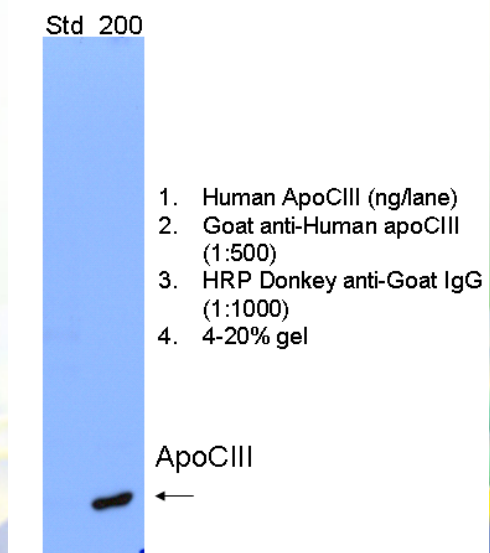 Std 200
1. Human ApoCIII (ng/lane)
2. Goat anti-Human apoCIII
(1:500)
3. HRP Donkey anti-Goat IgG
(1:1000)
4. 4-20% gel
ApoCIII